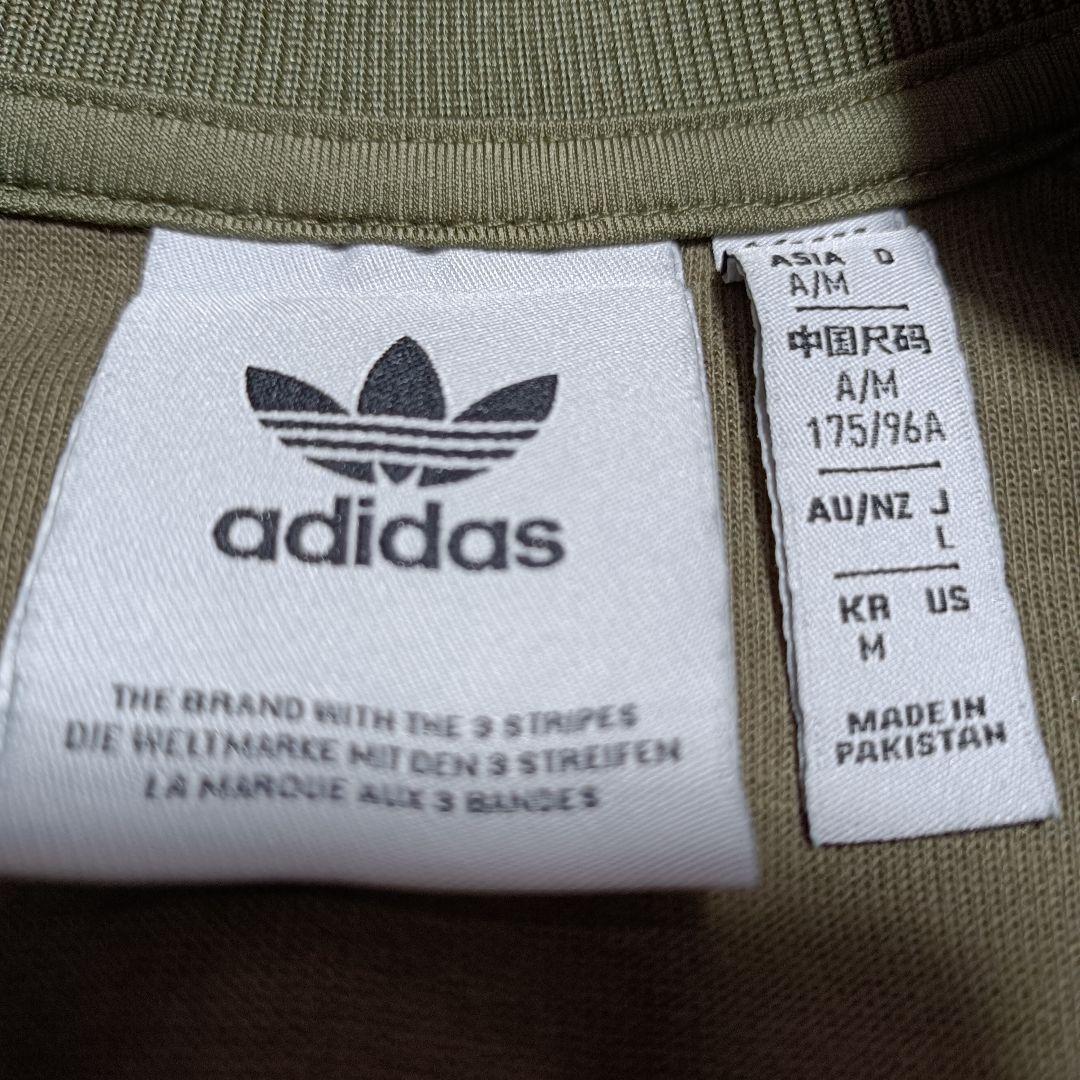 adidas
THE BRAND WITH THE 3 STRIPES
DIE WELTMARKE MIT DEN 3 STREIFEN
LA MARQUE AUX 3 BANDES
ASIA D
A/M
中国尺码
A/M
175/96A
AU/NZ J
L
KR US
M
MADE IN
PAKISTAN